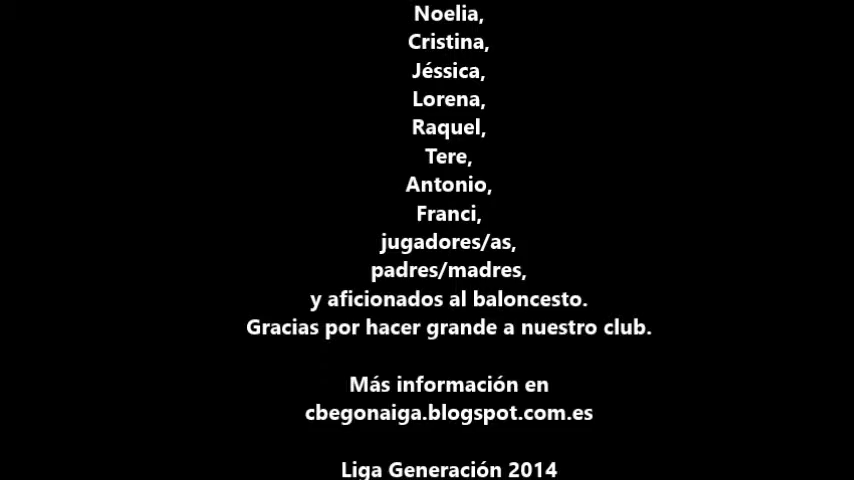 Noelia,
Cristina,
Jéssica,
Lorena,
Raquel,
Tere,
Antonio,
Franci,
jugadores/as,
padres/madres,
y aficionados al baloncesto.
Gracias por hacer grande a nuestro club.
Más información en
cbegonaiga.blogspot.com.es
Liga Generación 2014